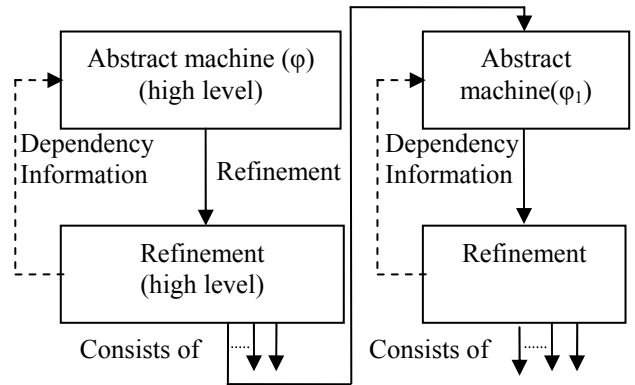 Abstract machine (φ)
(high level)
Dependency
Information
Refinement
Refinement
(high level)
Consists of
Abstract
machine(φ₁)
Dependency
Information
Refinement
Consists of